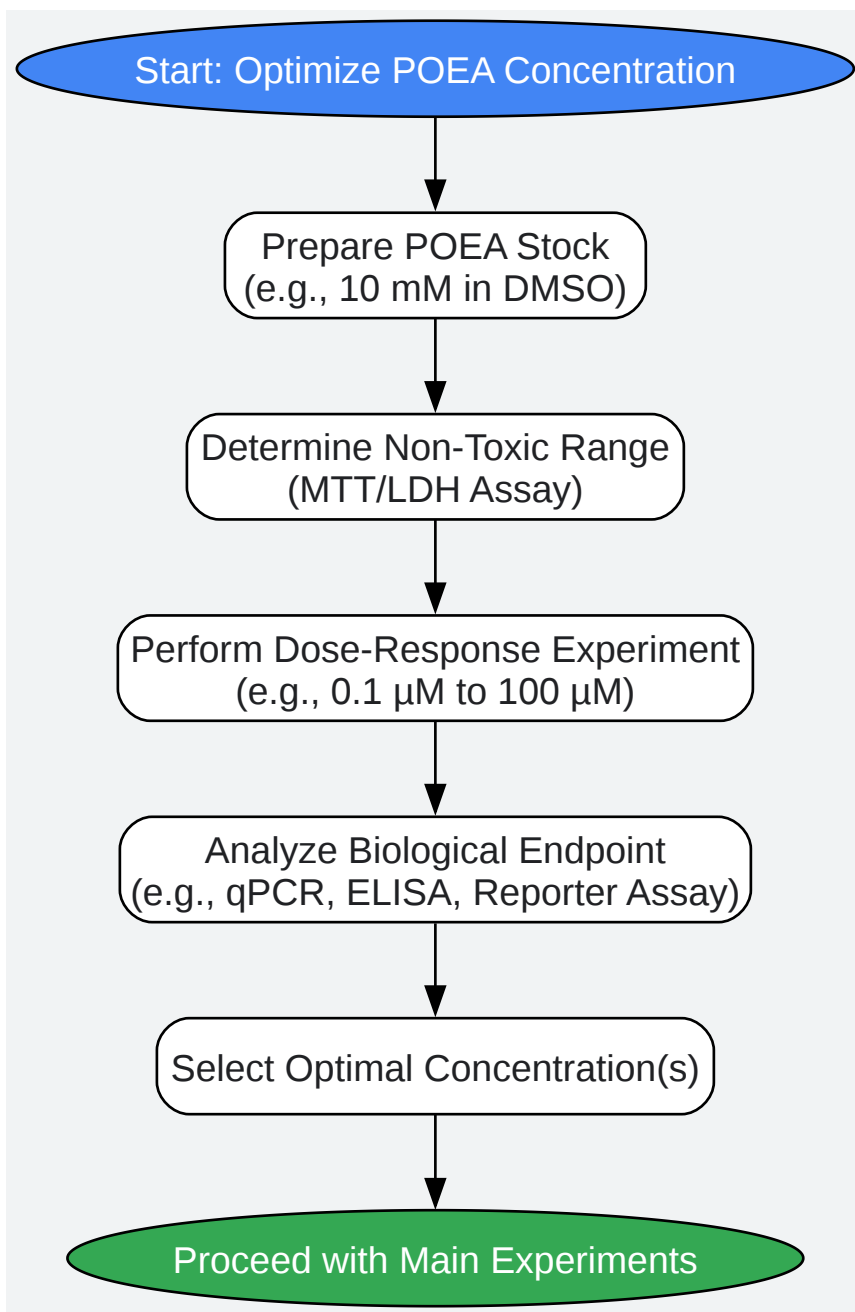 Start: Optimize POEA Concentration
Prepare POEA Stock
(e.g., 10 mM in DMSO)
Determine Non-Toxic Range
(MTT/LDH Assay)
Perform Dose-Response Experiment
(e.g., 0.1 µM to 100 µM)
Analyze Biological Endpoint
(e.g., qPCR, ELISA, Reporter Assay)
Select Optimal Concentration(s)
Proceed with Main Experiments